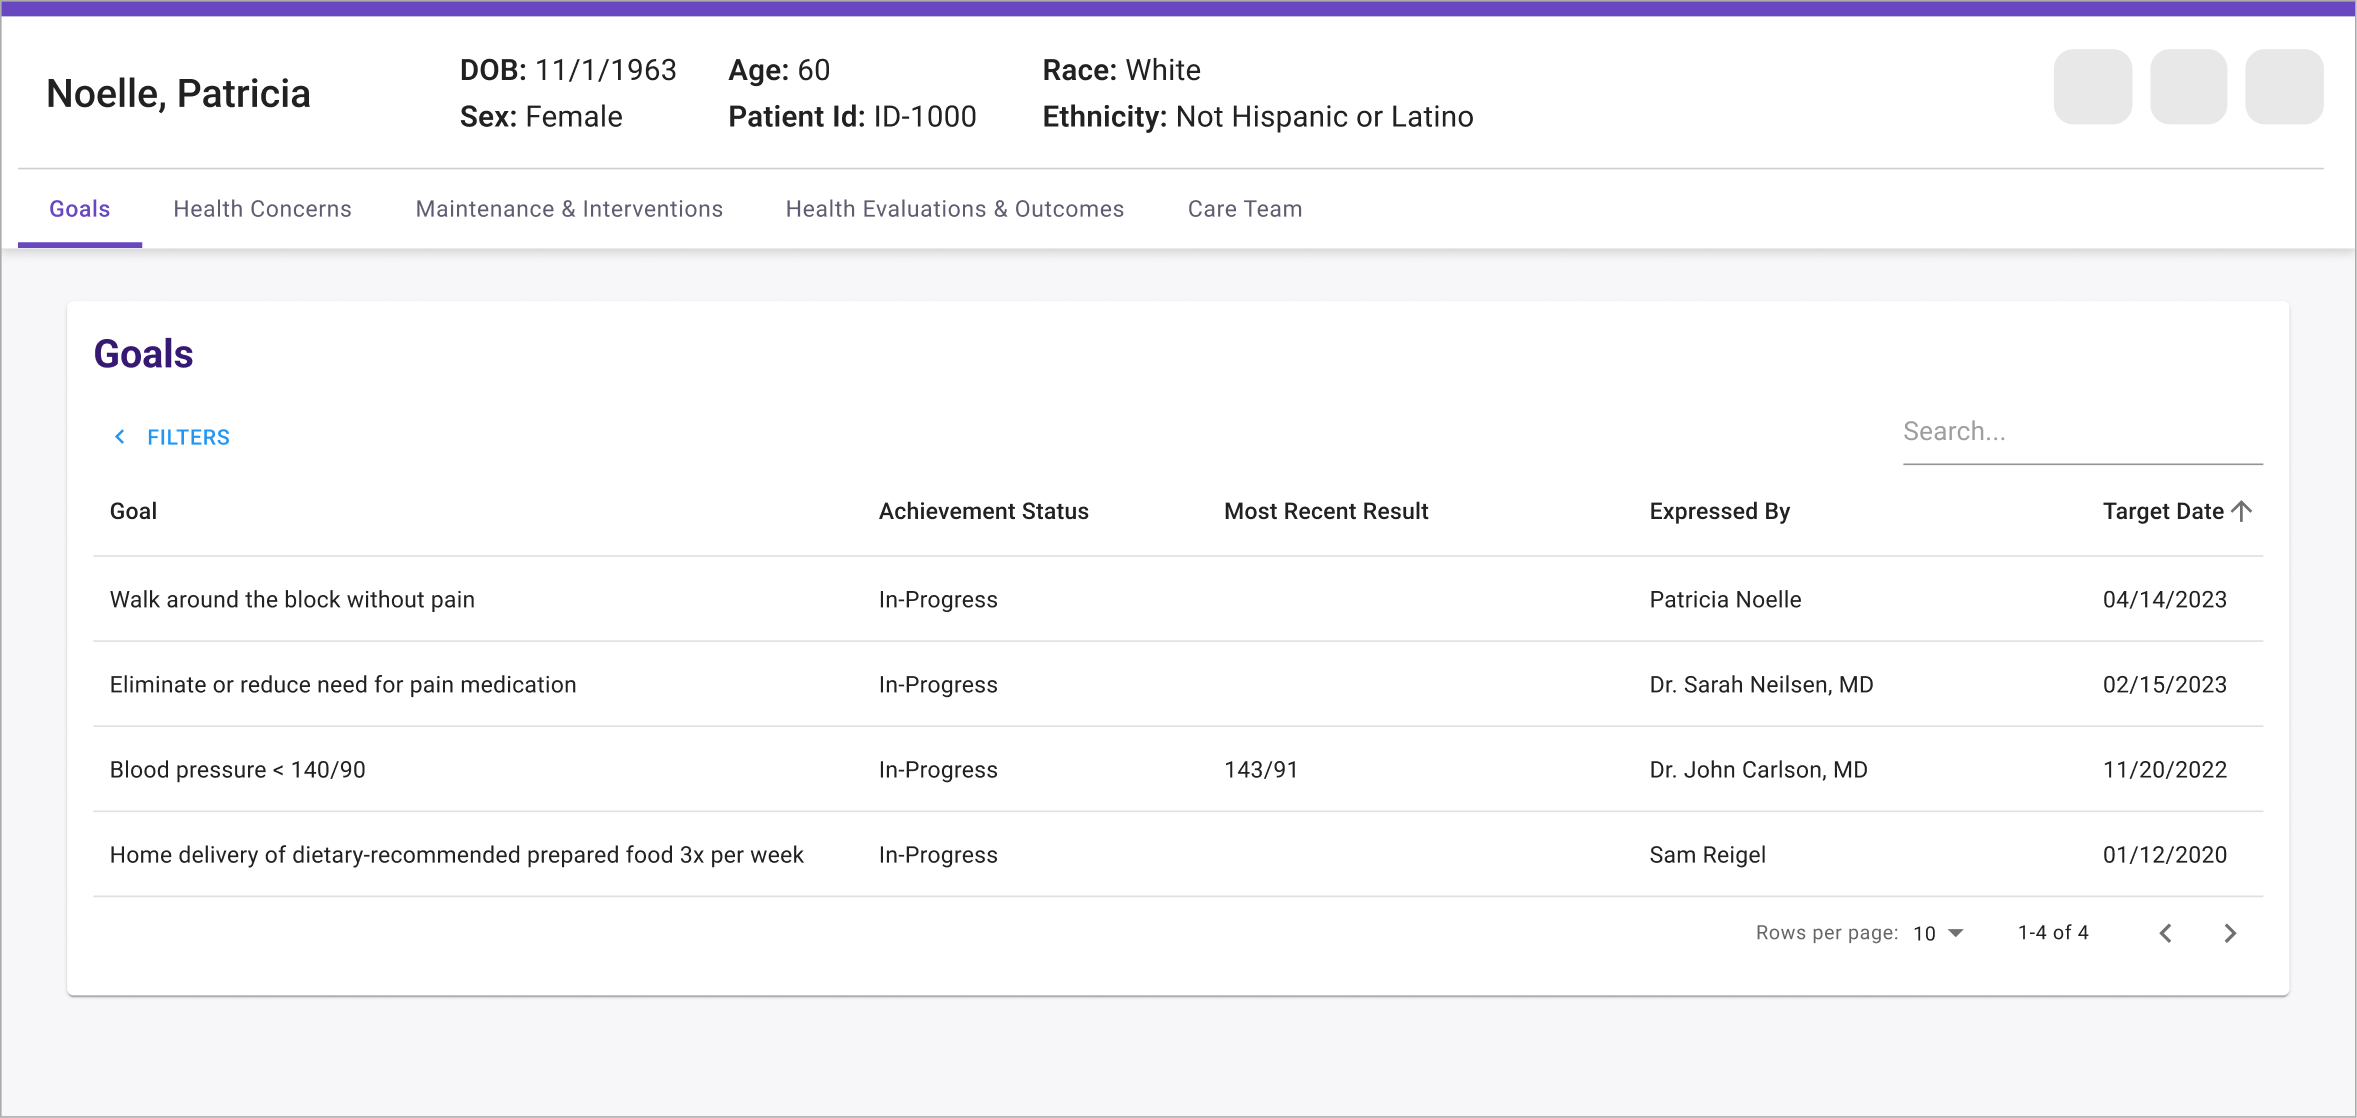 Noelle, Patricia
DOB: 11/1/1963 Age: 60 Race: White
Sex: Female Patient Id: ID-1000 Ethnicity: Not Hispanic or Latino
Goals Health Concerns Maintenance & Interventions Health Evaluations & Outcomes Care Team
Goals
FILTERS Search...
Goal Achievement Status Most Recent Result Expressed By Target Date
Walk around the block without pain In-Progress Patricia Noelle 04/14/2023
Eliminate or reduce need for pain medication In-Progress Dr. Sarah Neilsen, MD 02/15/2023
Blood pressure < 140/90 In-Progress 143/91 Dr. John Carlson, MD 11/20/2022
Home delivery of dietary-recommended prepared food 3x per week In-Progress Sam Reigel 01/12/2020
Rows per page: 10 1-4 of 4